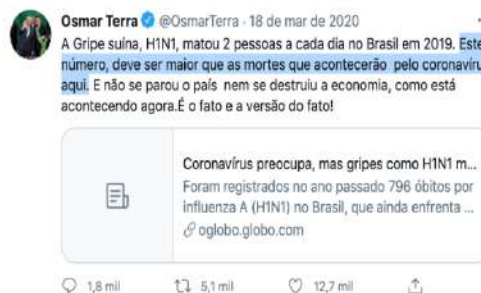 Osmar Terra @OsmarTerra · 18 de mar de 2020
A Gripe suína, H1N1, matou 2 pessoas a cada dia no Brasil em 2019. Este
número, deve ser maior que as mortes que acontecerão pelo coronavíru
aqui. E não se parou o país nem se destruiu a economia, como está
acontecendo agora.É o fato e a versão do fato!
Coronavírus preocupa, mas gripes como H1N1 m...
Foram registrados no ano passado 796 óbitos por
influenza A (H1N1) no Brasil, que ainda enfrenta ...
oglobo.globo.com
1,8 mil 5,1 mil 12,7 mil